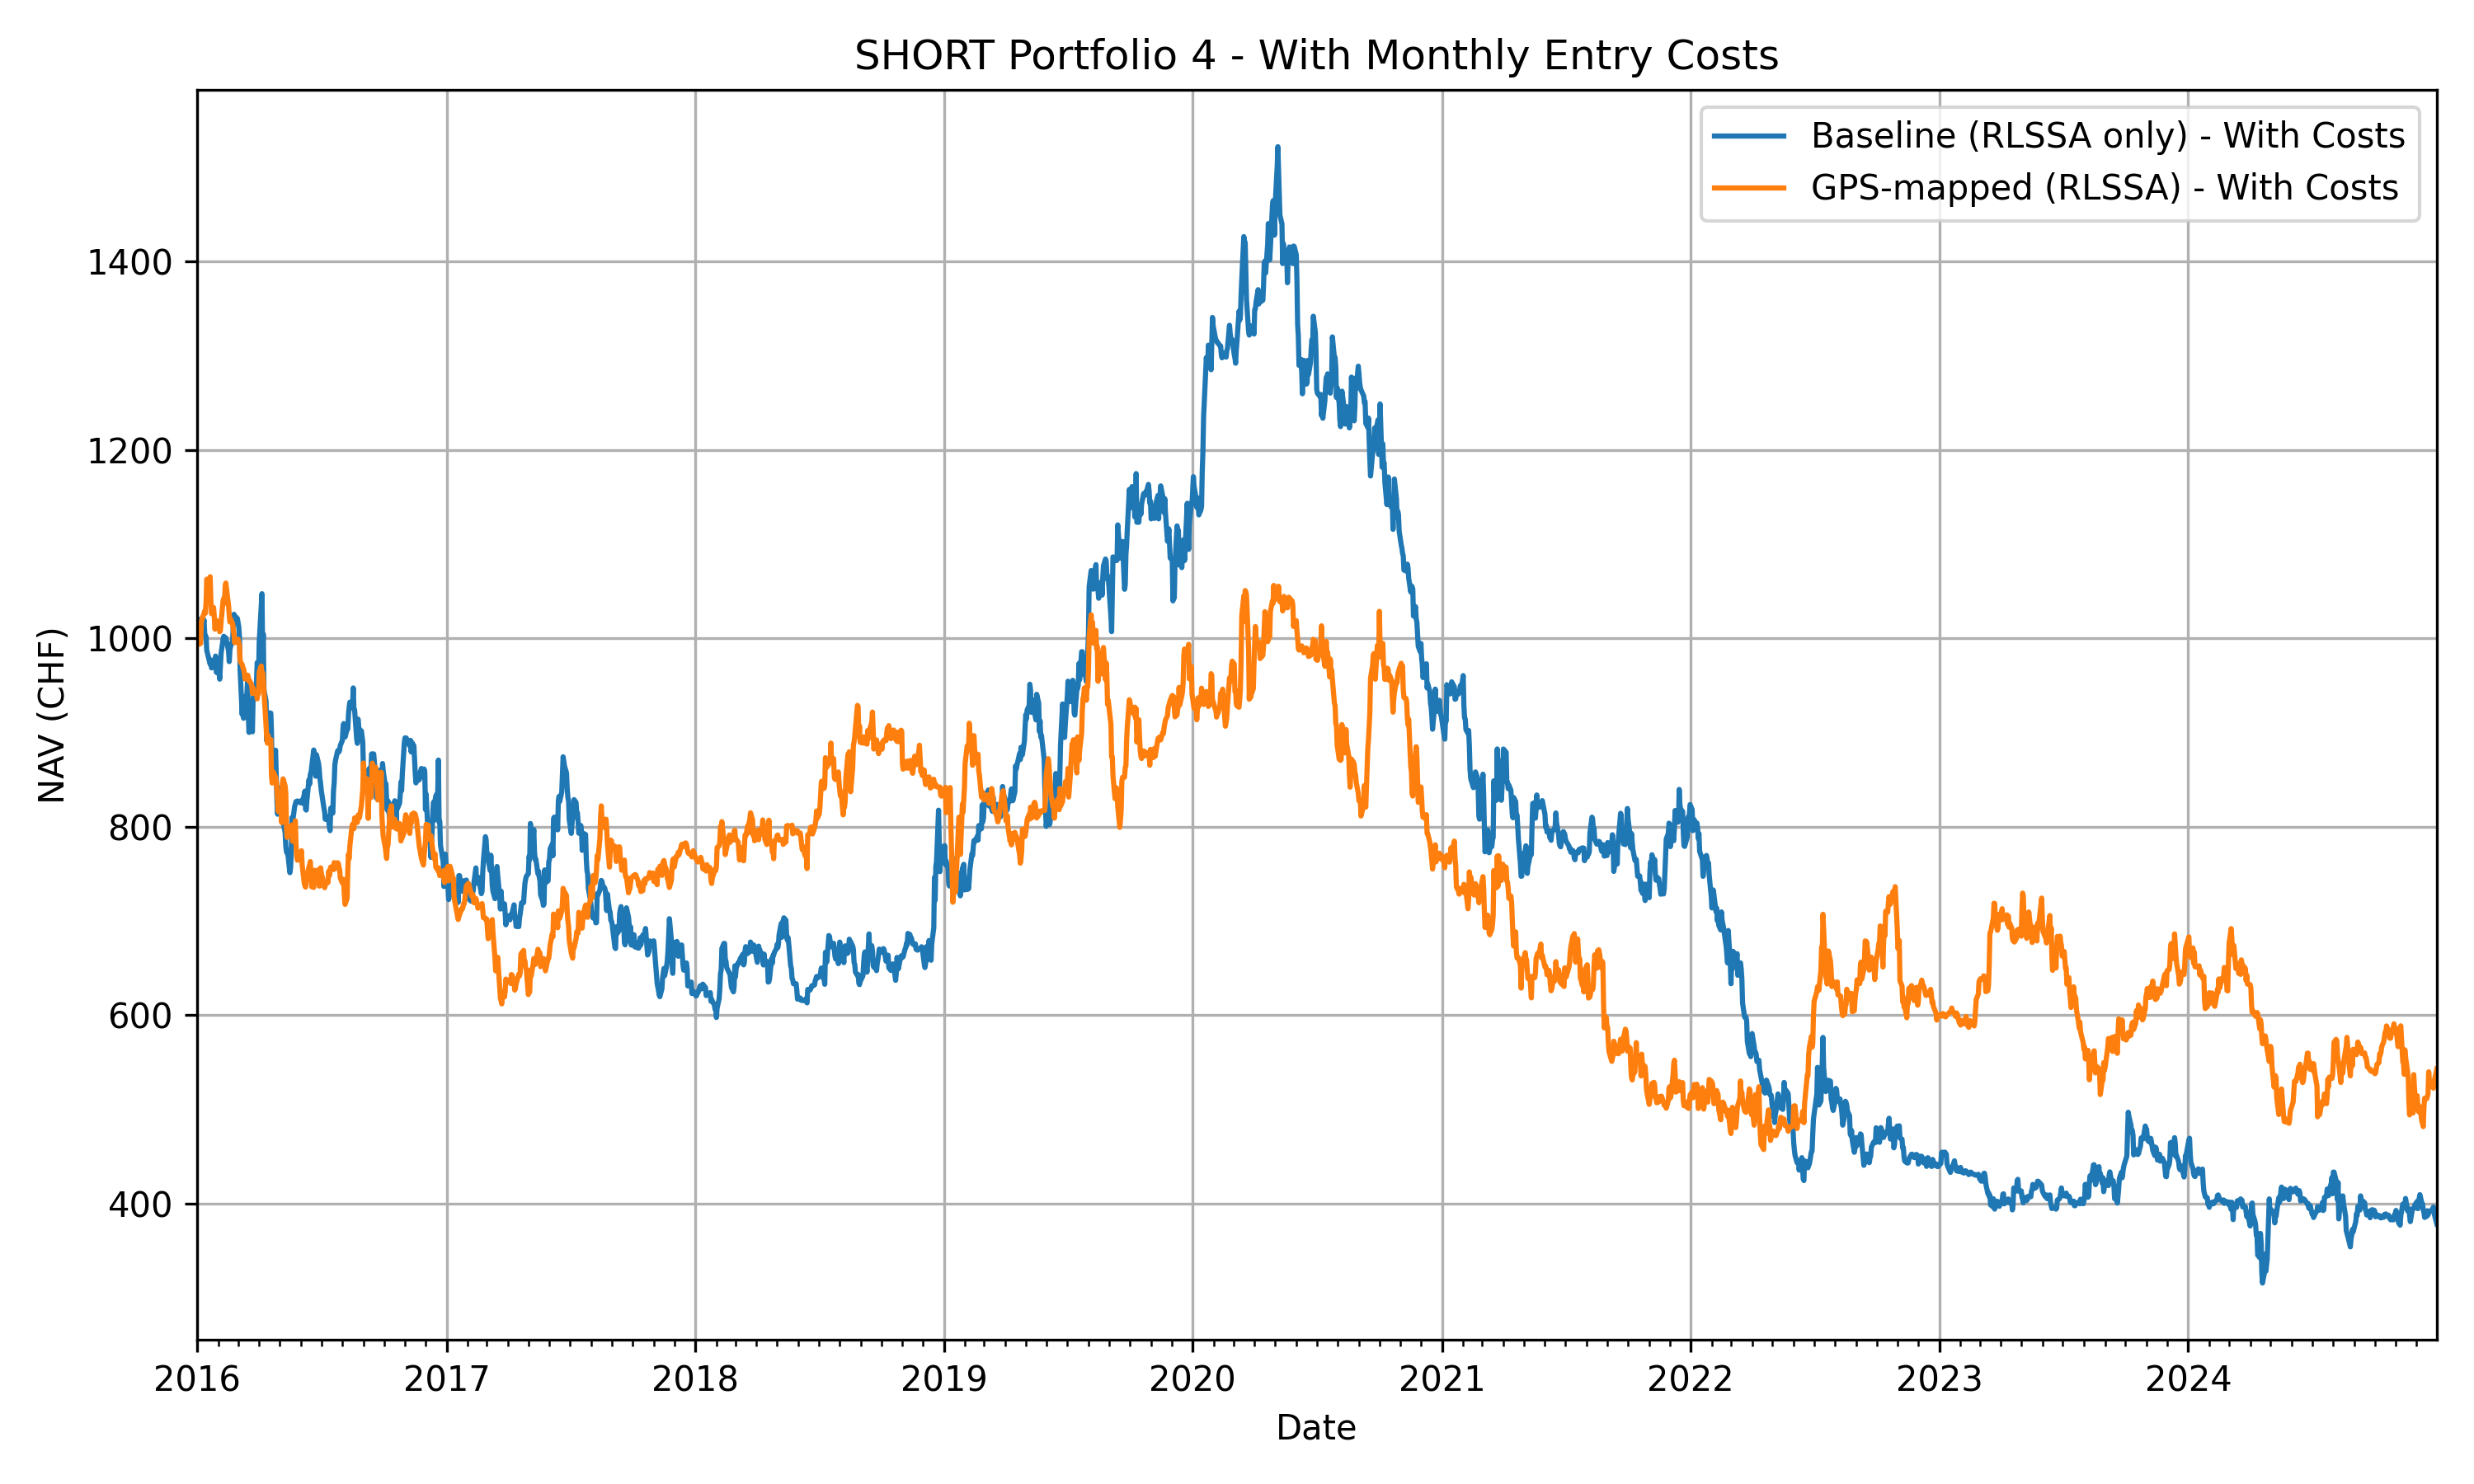 SHORT Portfolio 4 - With Monthly Entry Costs
Baseline (RLSSA only) - With Costs
GPS-mapped (RLSSA) - With Costs
NAV (CHF)
1400
1200
1000
800
600
400
2016 2017 2018 2019 2020 2021 2022 2023 2024
Date